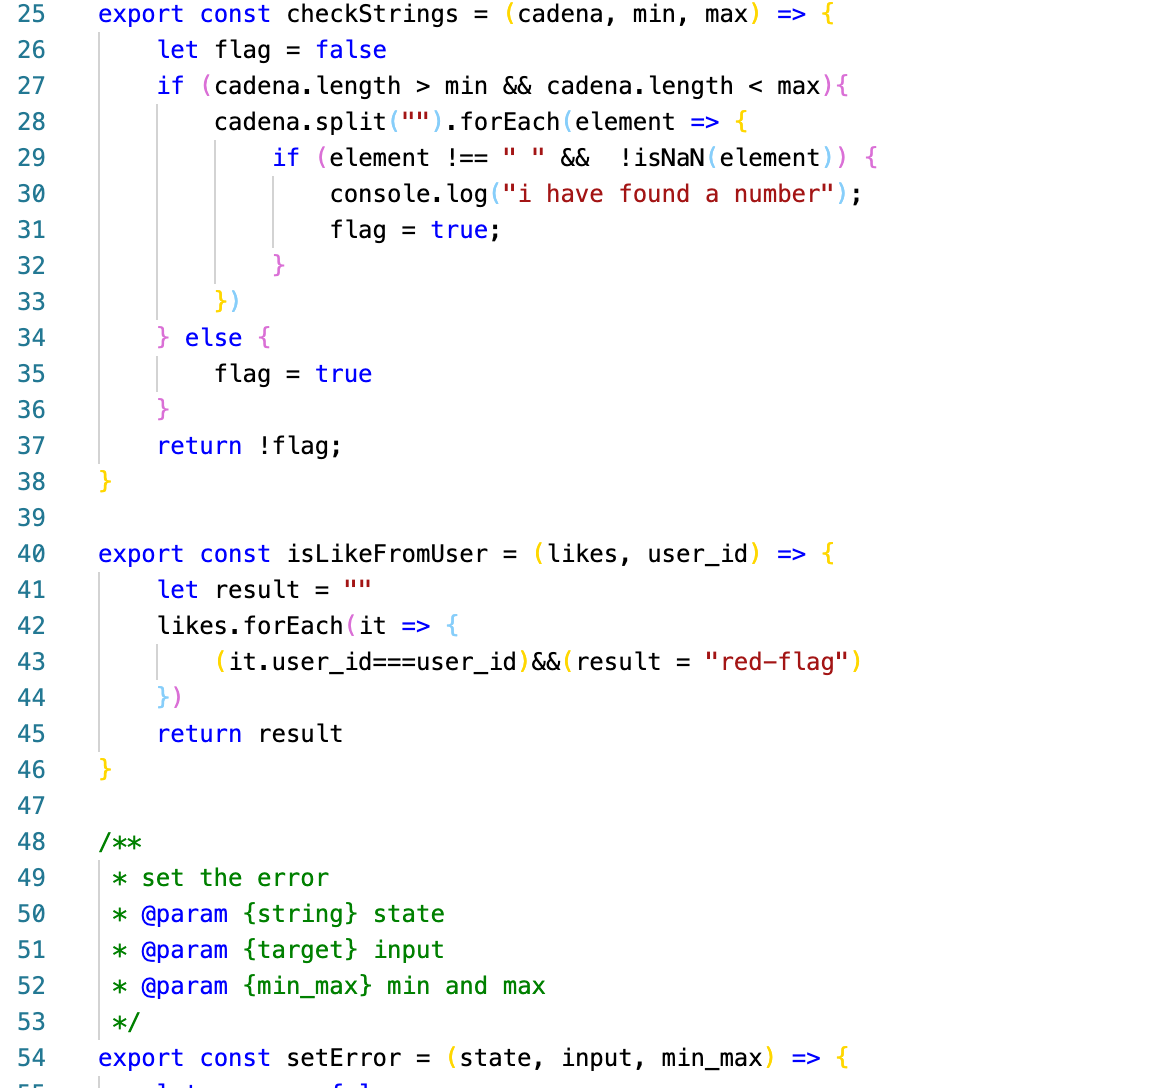 25 export const checkStrings = (cadena, min, max) => {
26 let flag = false
27 if (cadena.length > min && cadena.length < max){
28 cadena.split("").forEach(element => {
29 if (element !== " " &&  !isNaN(element)) {
30 console.log("i have found a number");
31 flag = true;
32 }
33 })
34 } else {
35 flag = true
36 }
37 return !flag;
38 }
39
40 export const isLikeFromUser = (likes, user_id) => {
41 let result = ""
42 likes.forEach(it => {
43 (it.user_id===user_id)&&(result = "red-flag")
44 })
45 return result
46 }
47
48 /**
49 * set the error
50 * @param {string} state
51 * @param {target} input
52 * @param {min_max} min and max
53 */
54 export const setError = (state, input, min_max) => {